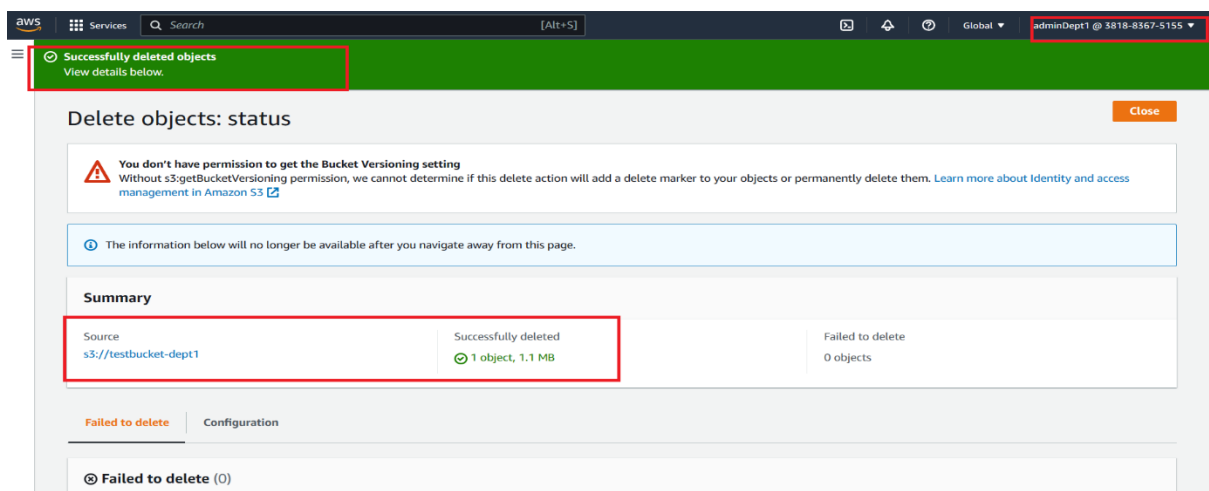 aws
Services
Search
[Alt+S]
Global
adminDept1 @ 3818-8367-5155
Successfully deleted objects
View details below.
Delete objects: status
Close
You don't have permission to get the Bucket Versioning setting
Without s3:getBucketVersioning permission, we cannot determine if this delete action will add a delete marker to your objects or permanently delete them. Learn more about Identity and access
management in Amazon S3
The information below will no longer be available after you navigate away from this page.
Summary
Source
s3://testbucket-dept1
Successfully deleted
1 object, 1.1 MB
Failed to delete
0 objects
Failed to delete
Configuration
Failed to delete (0)